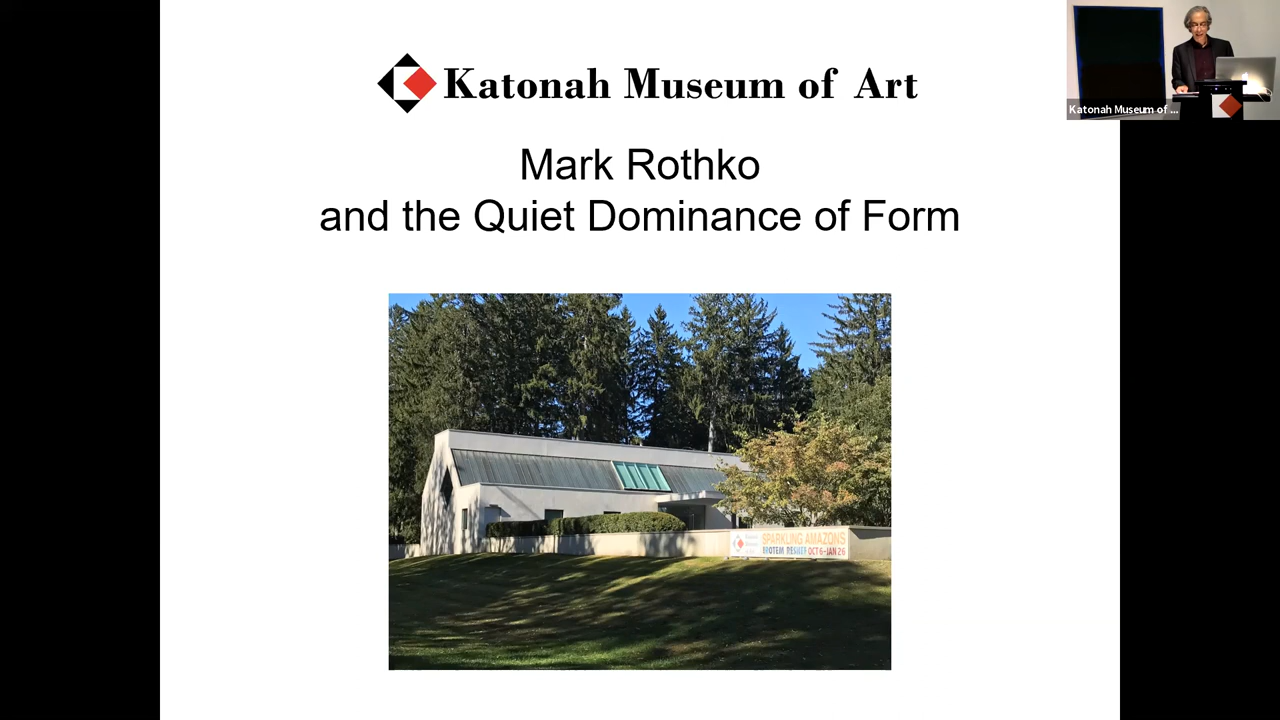 Katonah Museum of Art
Katonah Museum of ...
Mark Rothko
and the Quiet Dominance of Form
SPARKLING AMAZONS
OCT 6-JAN 26